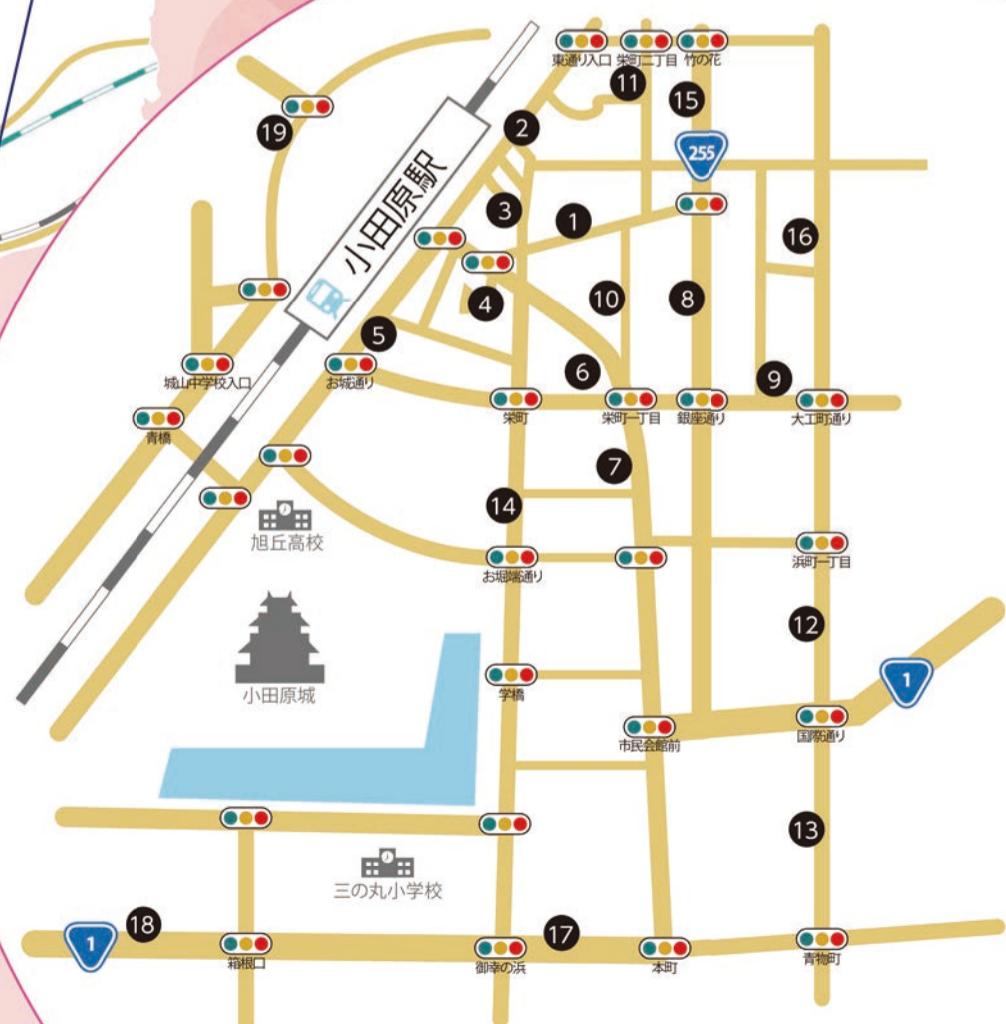 東通り入口
栄町二丁目
竹の花
11
15
19
2
255
小田原駅
3
1
16
4
10
8
5
城山中学校入口
お城通り
6
9
青橋
栄町
栄町一丁目
銀座通り
大工町通り
7
14
旭丘高校
お堀端通り
浜町一丁目
12
小田原城
学橋
1
市民会館前
国際通り
13
三の丸小学校
18
1
17
箱根口
御幸の浜
本町
青物町